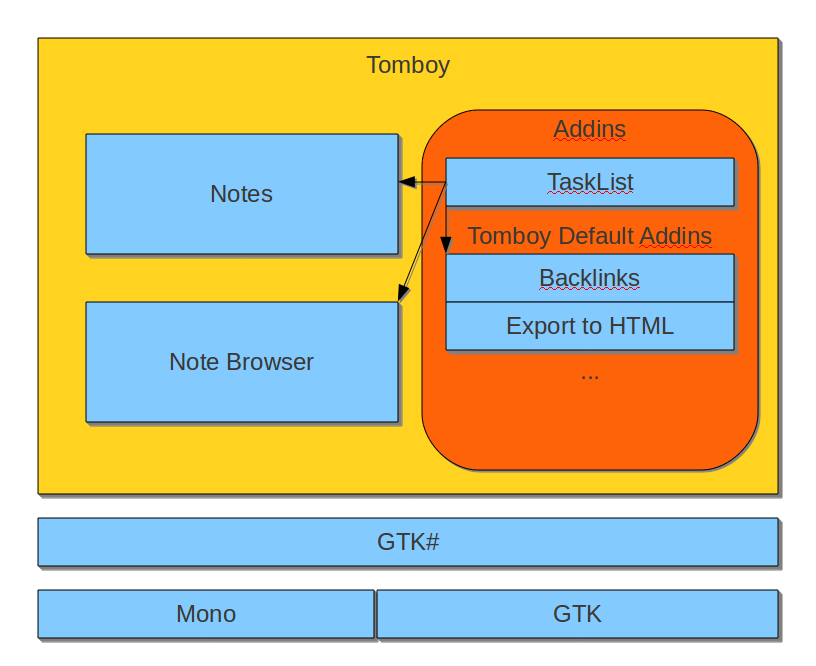 Tomboy
Notes
Note Browser
Addins
TaskList
Tomboy Default Addins
Backlinks
Export to HTML
...
GTK#
Mono
GTK